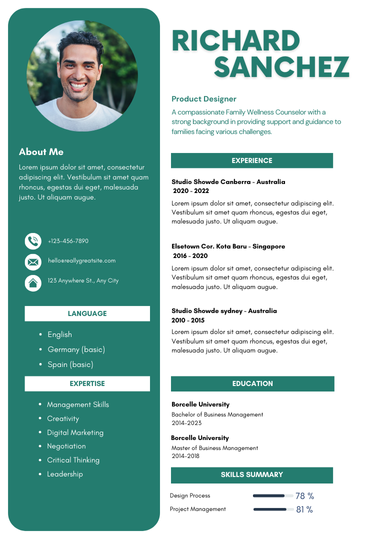 RICHARD
SANCHEZ
Product Designer
A compassionate Family Wellness Counselor with a
strong background in providing support and guidance to
families facing various challenges.
About Me
Lorem ipsum dolor sit amet, consectetur
adipiscing elit. Vestibulum sit amet quam
rhoncus, egestas dui eget, malesuada
justo. Ut aliquam augue.
+123-456-7890
hello@reallygreatsite.com
123 Anywhere St., Any City
LANGUAGE
English
Germany (basic)
Spain (basic)
EXPERTISE
Management Skills
Creativity
Digital Marketing
Negotiation
Critical Thinking
Leadership
EXPERIENCE
Studio Showde Canberra - Australia
2020 - 2022
Lorem ipsum dolor sit amet, consectetur adipiscing elit.
Vestibulum sit amet quam rhoncus, egestas dui eget,
malesuada justo. Ut aliquam augue.
Elsetown Cor. Kota Baru - Singapore
2016 - 2020
Lorem ipsum dolor sit amet, consectetur adipiscing elit.
Vestibulum sit amet quam rhoncus, egestas dui eget,
malesuada justo. Ut aliquam augue.
Studio Showde sydney - Australia
2010 - 2015
Lorem ipsum dolor sit amet, consectetur adipiscing elit.
Vestibulum sit amet quam rhoncus, egestas dui eget,
malesuada justo. Ut aliquam augue.
EDUCATION
Borcelle University
Bachelor of Business Management
2014-2023
Borcelle University
Master of Business Management
2014-2018
SKILLS SUMMARY
Design Process 78 %
Project Management 81 %